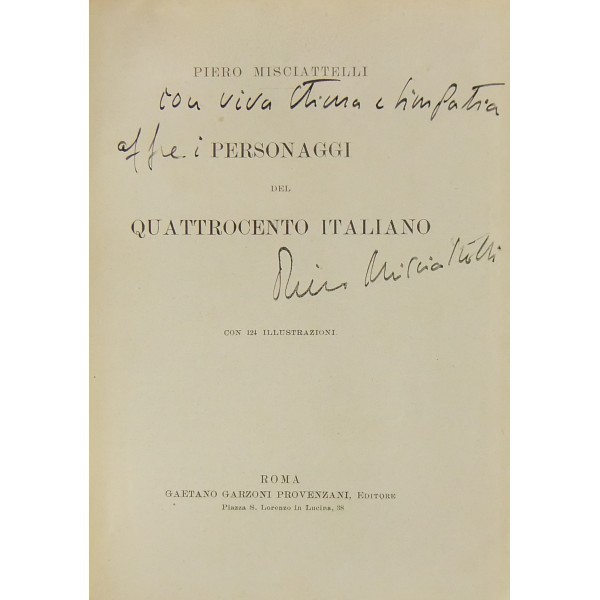 PIERO MISCIATTELLI
con viva stima e simpatia
offre i PERSONAGGI
DEL
QUATTROCENTO ITALIANO
Piero Misciattelli
CON 124 ILLUSTRAZIONI
ROMA
GAETANO GARZONI PROVENZANI, EDITORE
Piazza S. Lorenzo in Lucina, 38